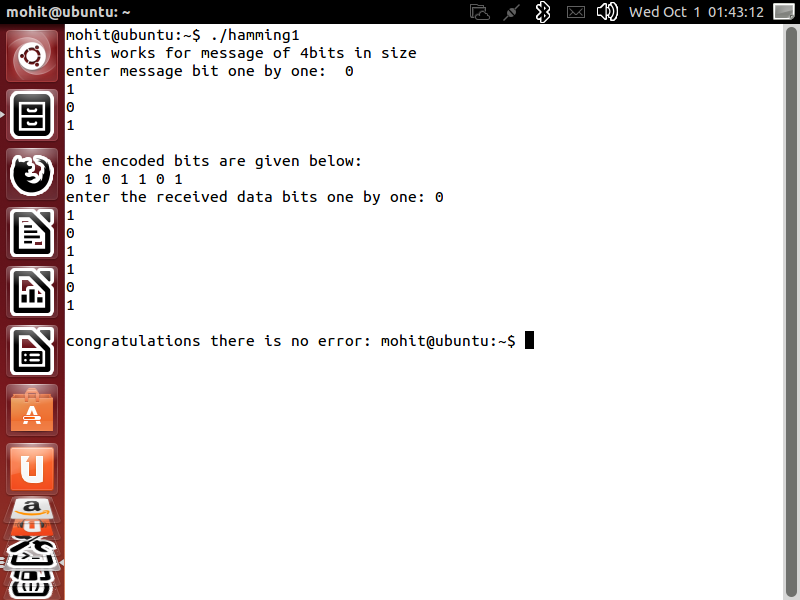 mohit@ubuntu: ~
Wed Oct 1 01:43:12
mohit@ubuntu:~$ ./hamming1
this works for message of 4bits in size
enter message bit one by one:  0
1
0
1
the encoded bits are given below:
0 1 0 1 1 0 1
enter the received data bits one by one: 0
1
0
1
1
0
1
congratulations there is no error: mohit@ubuntu:~$